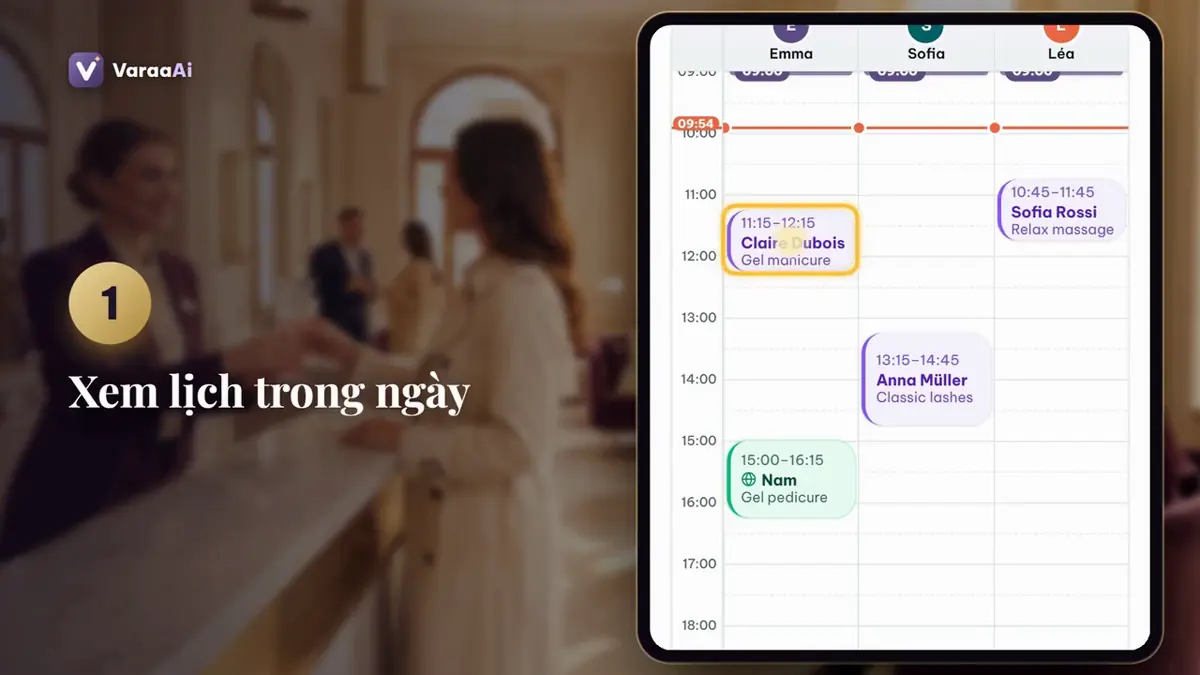 VaraaAi
1
Xem lịch trong ngày
E
S
L
Emma
Sofia
Léa
09:00
09:00
09:00
09:00
09:54
10:00
11:00
12:00
13:00
14:00
15:00
16:00
17:00
18:00
11:15–12:15
Claire Dubois
Gel manicure
15:00–16:15
Nam
Gel pedicure
13:15–14:45
Anna Müller
Classic lashes
10:45–11:45
Sofia Rossi
Relax massage